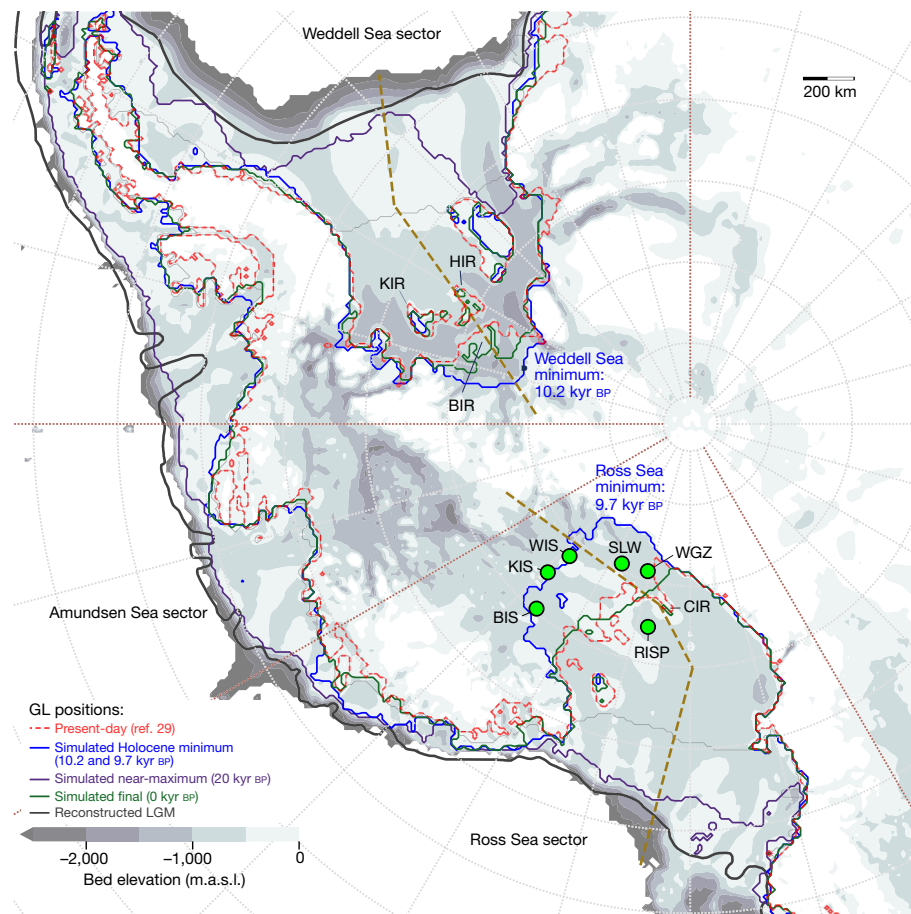 Weddell Sea sector
200 km
HIR
KIR
Weddell Sea
minimum:
10.2 kyr BP
BIR
Ross Sea
minimum:
9.7 kyr BP
WIS
SLW
WGZ
KIS
CIR
BIS
Amundsen Sea sector
RISP
GL positions:
Present-day (ref. 29)
Simulated Holocene minimum
(10.2 and 9.7 kyr BP)
Simulated near-maximum (20 kyr BP)
Simulated final (0 kyr BP)
Reconstructed LGM
Ross Sea sector
–2,000 –1,000 0
Bed elevation (m.a.s.l.)